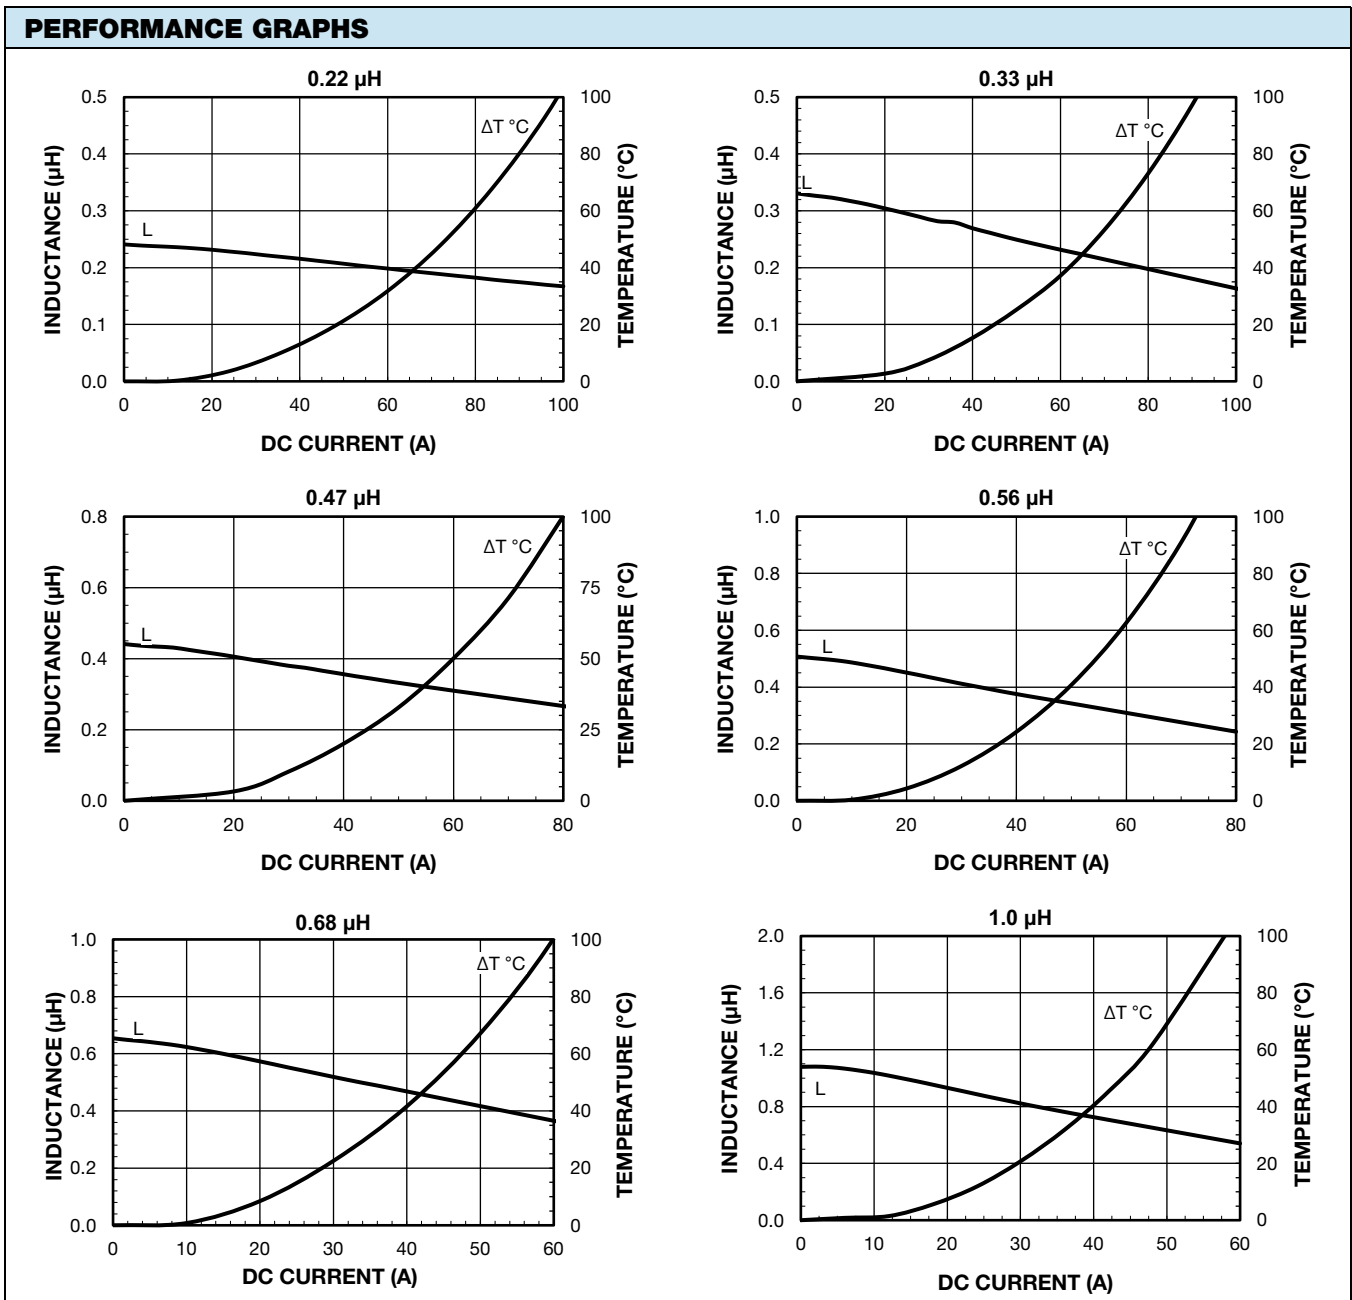 PERFORMANCE GRAPHS
0.22 µH
0.5
0.4
0.3
0.2
0.1
0.0
INDUCTANCE (µH)
L
ΔT °C
100
80
60
40
20
0
TEMPERATURE (°C)
0 20 40 60 80 100
DC CURRENT (A)
0.33 µH
0.5
0.4
0.3
0.2
0.1
0.0
INDUCTANCE (µH)
L
ΔT °C
100
80
60
40
20
0
TEMPERATURE (°C)
0 20 40 60 80 100
DC CURRENT (A)
0.47 µH
0.8
0.6
0.4
0.2
0.0
INDUCTANCE (µH)
L
ΔT °C
100
75
50
25
0
TEMPERATURE (°C)
0 20 40 60 80
DC CURRENT (A)
0.56 µH
1.0
0.8
0.6
0.4
0.2
0.0
INDUCTANCE (µH)
L
ΔT °C
100
80
60
40
20
0
TEMPERATURE (°C)
0 20 40 60 80
DC CURRENT (A)
0.68 µH
1.0
0.8
0.6
0.4
0.2
0.0
INDUCTANCE (µH)
L
ΔT °C
100
80
60
40
20
0
TEMPERATURE (°C)
0 10 20 30 40 50 60
DC CURRENT (A)
1.0 µH
2.0
1.6
1.2
0.8
0.4
0.0
INDUCTANCE (µH)
L
ΔT °C
100
80
60
40
20
0
TEMPERATURE (°C)
0 10 20 30 40 50 60
DC CURRENT (A)